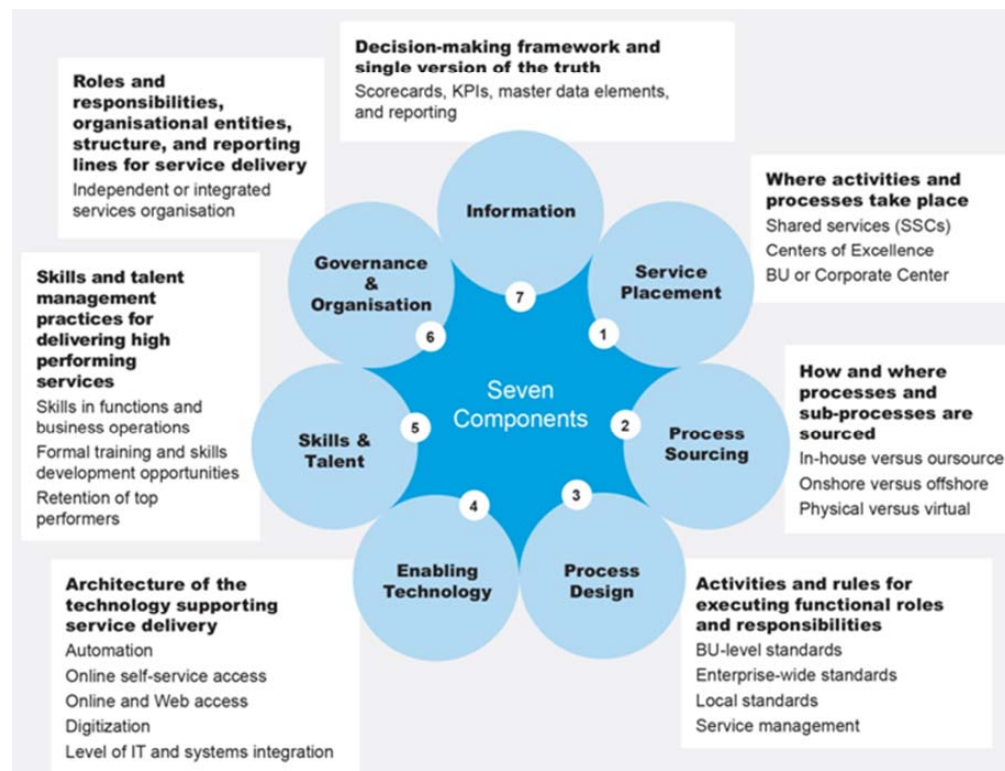 Decision-making framework and
single version of the truth
Scorecards, KPIs, master data elements,
and reporting
Roles and
responsibilities,
organisational entities,
structure, and reporting
lines for service delivery
Independent or integrated
services organisation
Where activities and
processes take place
Shared services (SSCs)
Centers of Excellence
BU or Corporate Center
Skills and talent
management
practices for
delivering high
performing
services
Skills in functions and
business operations
Formal training and skills
development opportunities
Retention of top
performers
How and where
processes and
sub-processes are
sourced
In-house versus oursource
Onshore versus offshore
Physical versus virtual
Architecture of the
technology supporting
service delivery
Automation
Online self-service access
Online and Web access
Digitization
Level of IT and systems integration
Activities and rules for
executing functional roles
and responsibilities
BU-level standards
Enterprise-wide standards
Local standards
Service management
Information
7
Service
Placement
1
Process
Sourcing
2
Process
Design
3
Enabling
Technology
4
Skills &
Talent
5
Governance
&
Organisation
6
Seven
Components